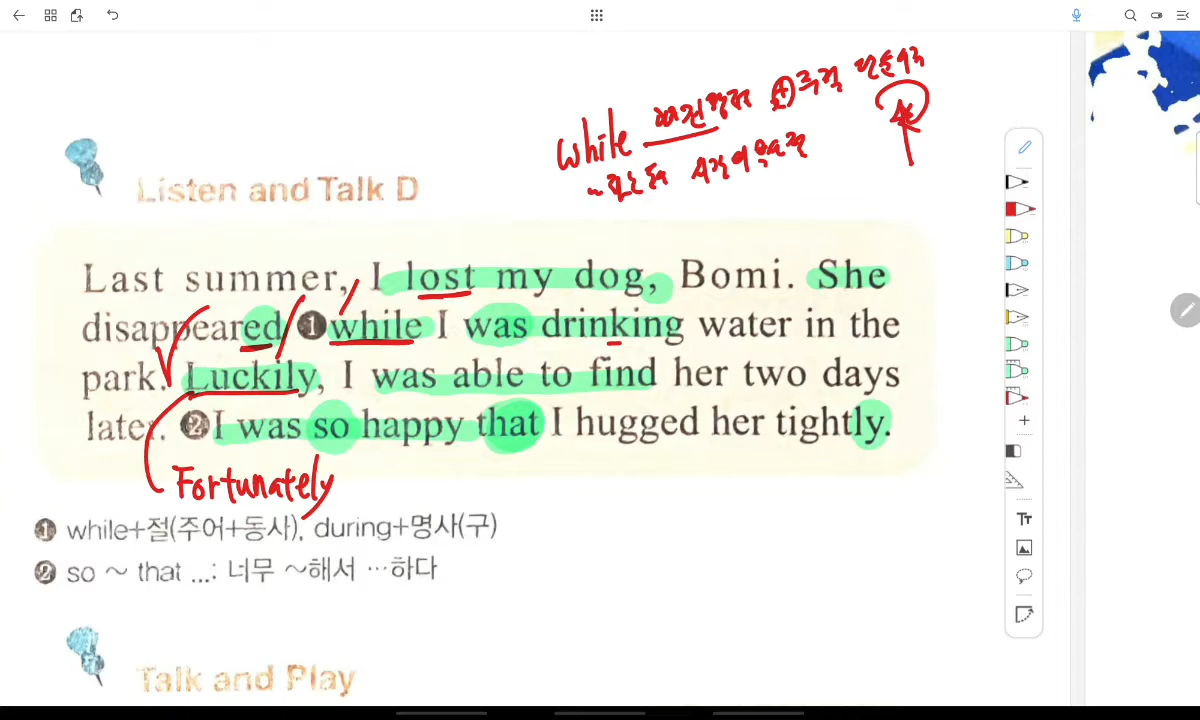 while
Listen and Talk D
Last summer, I lost my dog, Bomi. She
disappeared/ ❶while I was drinking water in the
park. Luckily, I was able to find her two days
later. ❷I was so happy that I hugged her tightly.
Fortunately
❶ while+절(주어+동사), during+명사(구)
❷ so ~ that ...: 너무 ~해서 …하다
Talk and Play
Tт